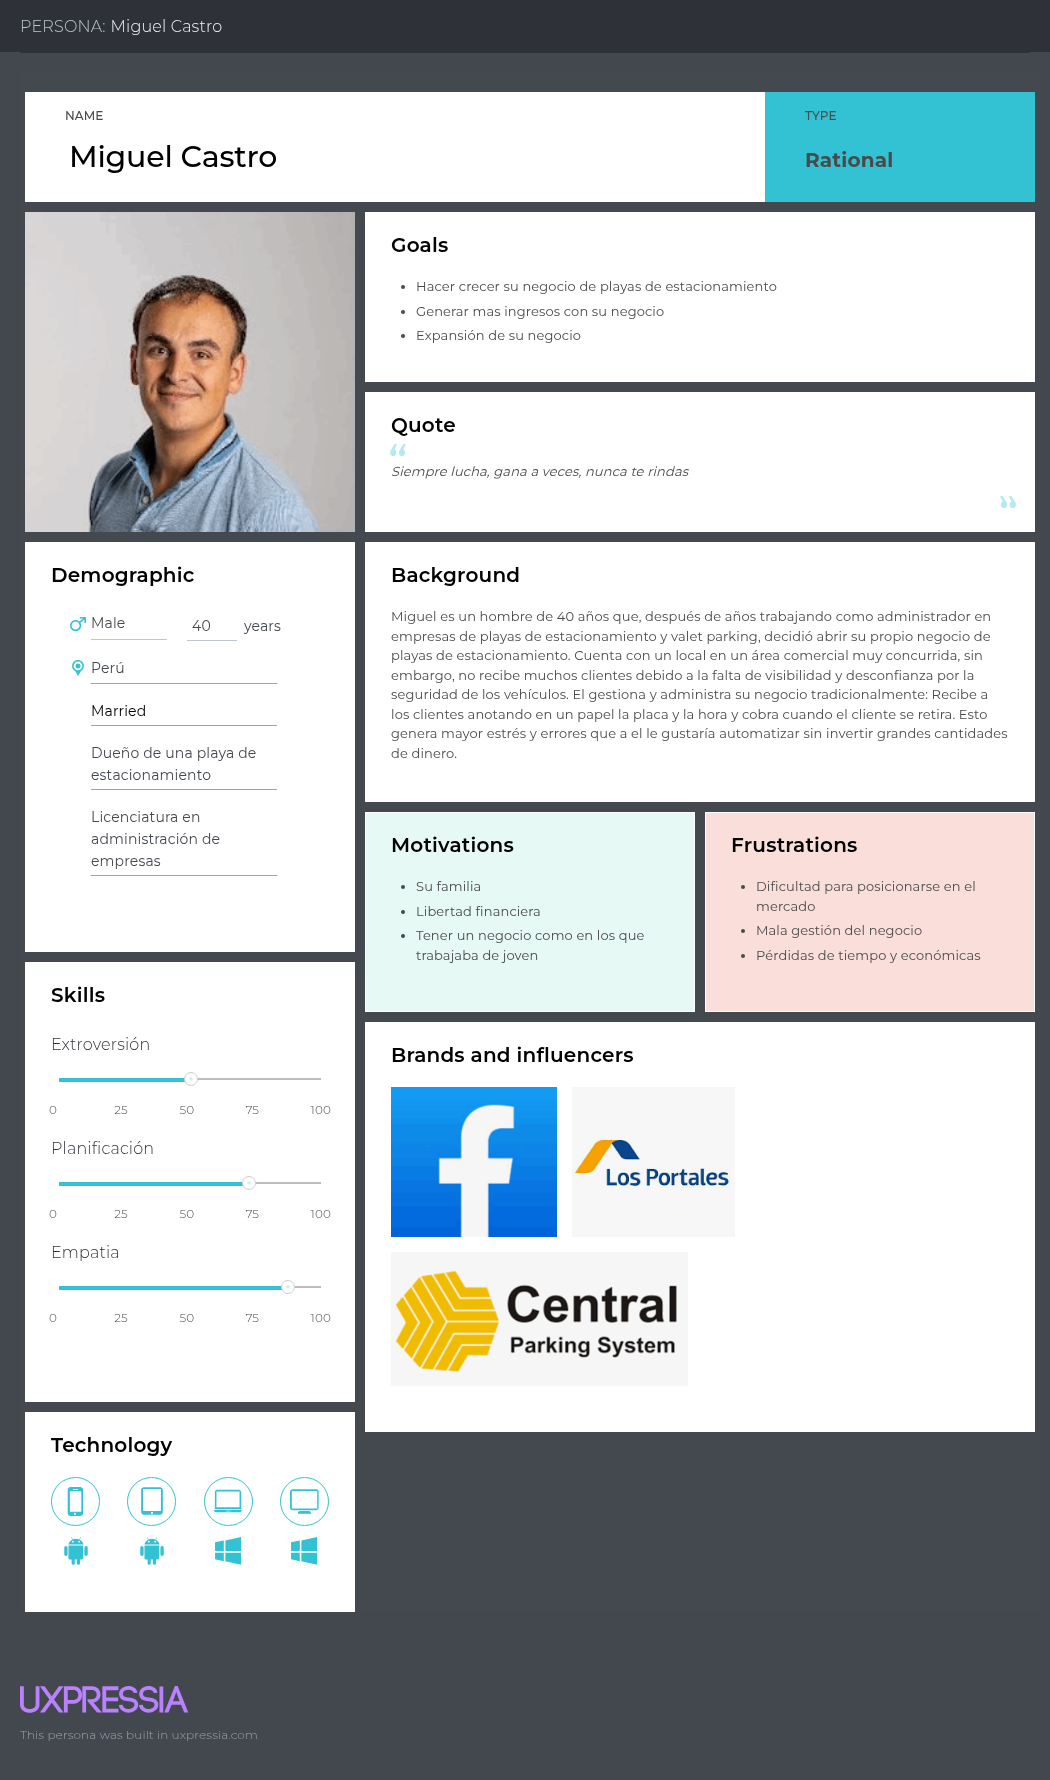 PERSONA: Miguel Castro
NAME
Miguel Castro
TYPE
Rational
Goals
Hacer crecer su negocio de playas de estacionamiento
Generar mas ingresos con su negocio
Expansión de su negocio
Quote
“
Siempre lucha, gana a veces, nunca te rindas
”
Demographic
Male
40 years
Perú
Married
Dueño de una playa de
estacionamiento
Licenciatura en
administración de
empresas
Background
Miguel es un hombre de 40 años que, después de años trabajando como administrador en
empresas de playas de estacionamiento y valet parking, decidió abrir su propio negocio de
playas de estacionamiento. Cuenta con un local en un área comercial muy concurrida, sin
embargo, no recibe muchos clientes debido a la falta de visibilidad y desconfianza por la
seguridad de los vehículos. El gestiona y administra su negocio tradicionalmente: Recibe a
los clientes anotando en un papel la placa y la hora y cobra cuando el cliente se retira. Esto
genera mayor estrés y errores que a el le gustaría automatizar sin invertir grandes cantidades
de dinero.
Motivations
Su familia
Libertad financiera
Tener un negocio como en los que
trabajaba de joven
Frustrations
Dificultad para posicionarse en el
mercado
Mala gestión del negocio
Pérdidas de tiempo y económicas
Skills
Extroversión
0 25 50 75 100
Planificación
0 25 50 75 100
Empatia
0 25 50 75 100
Brands and influencers
f
Los Portales
Central
Parking System
Technology
UXPRESSIA
This persona was built in uxpressia.com